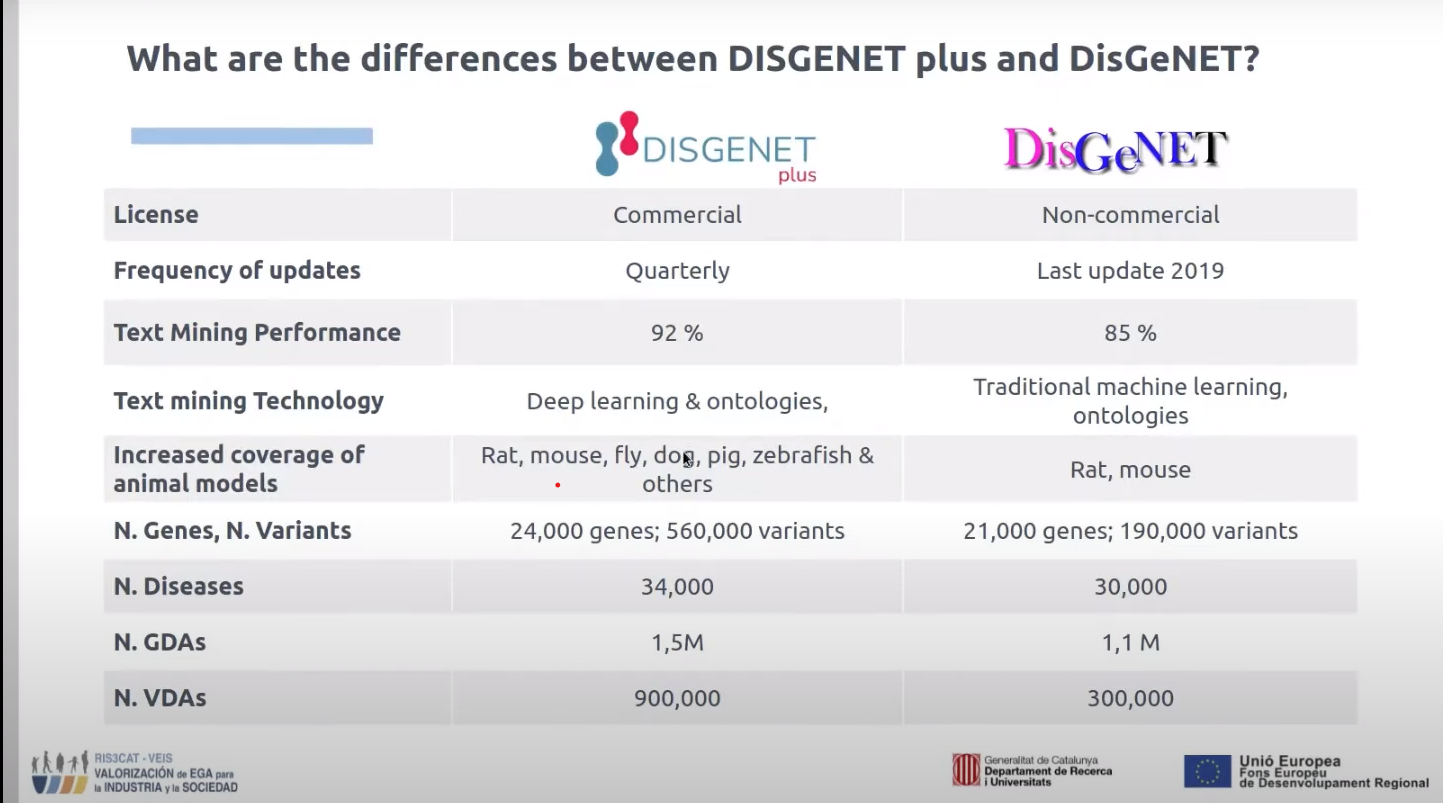 What are the differences between DISGENET plus and DisGeNET?
DISGENET
plus
DisGeNET
License
Commercial
Non-commercial
Frequency of updates
Quarterly
Last update 2019
Text Mining Performance
92 %
85 %
Text mining Technology
Deep learning & ontologies,
Traditional machine learning,
ontologies
Increased coverage of
animal models
Rat, mouse, fly, dog, pig, zebrafish &
others
Rat, mouse
N. Genes, N. Variants
24,000 genes; 560,000 variants
21,000 genes; 190,000 variants
N. Diseases
34,000
30,000
N. GDAs
1,5M
1,1 M
N. VDAs
900,000
300,000
RIS3CAT - VEIS
VALORIZACIÓN de EGA para
la INDUSTRIA y la SOCIEDAD
Generalitat de Catalunya
Departament de Recerca
i Universitats
Unió Europea
Fons Europeu
de Desenvolupament Regional